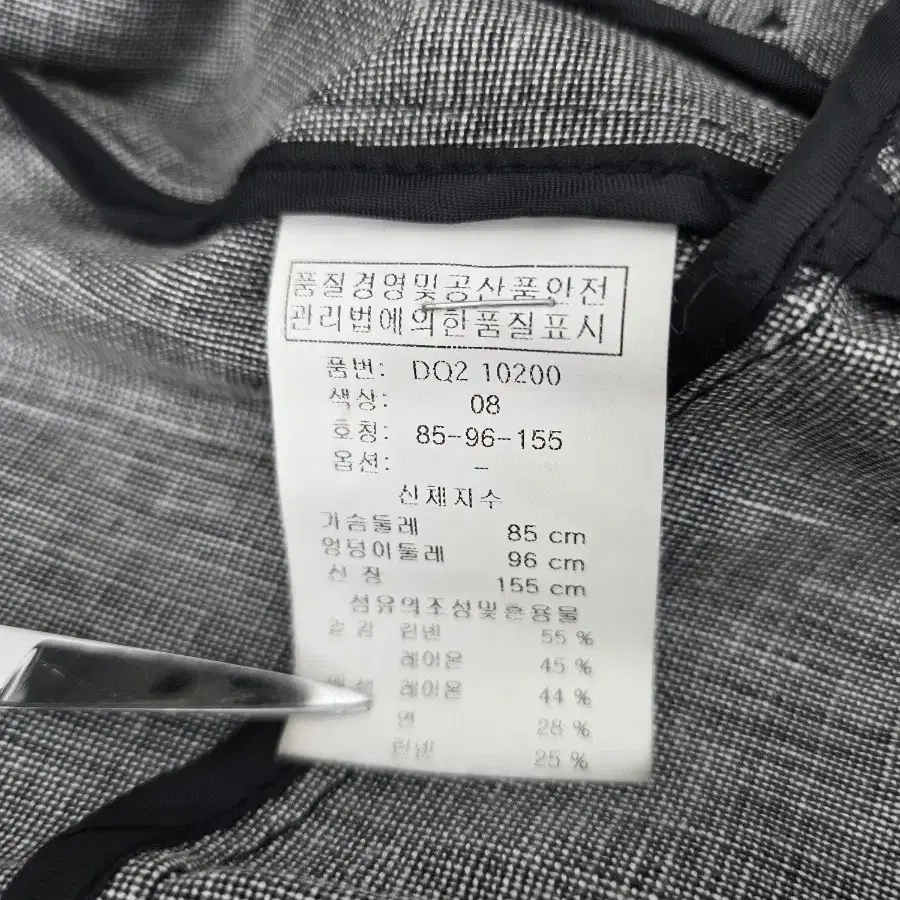 품질경영및공산품안전
관리법에의한품질표시
품번: DQ2 10200
색상: 08
호칭: 85-96-155
옵션: -
신체지수
가슴둘레 85 cm
엉덩이둘레 96 cm
신 장 155 cm
섬유의조성및혼용물
겉감 린넨 55 %
레이온 45 %
레이온 44 %
면 28 %
린넨 25 %